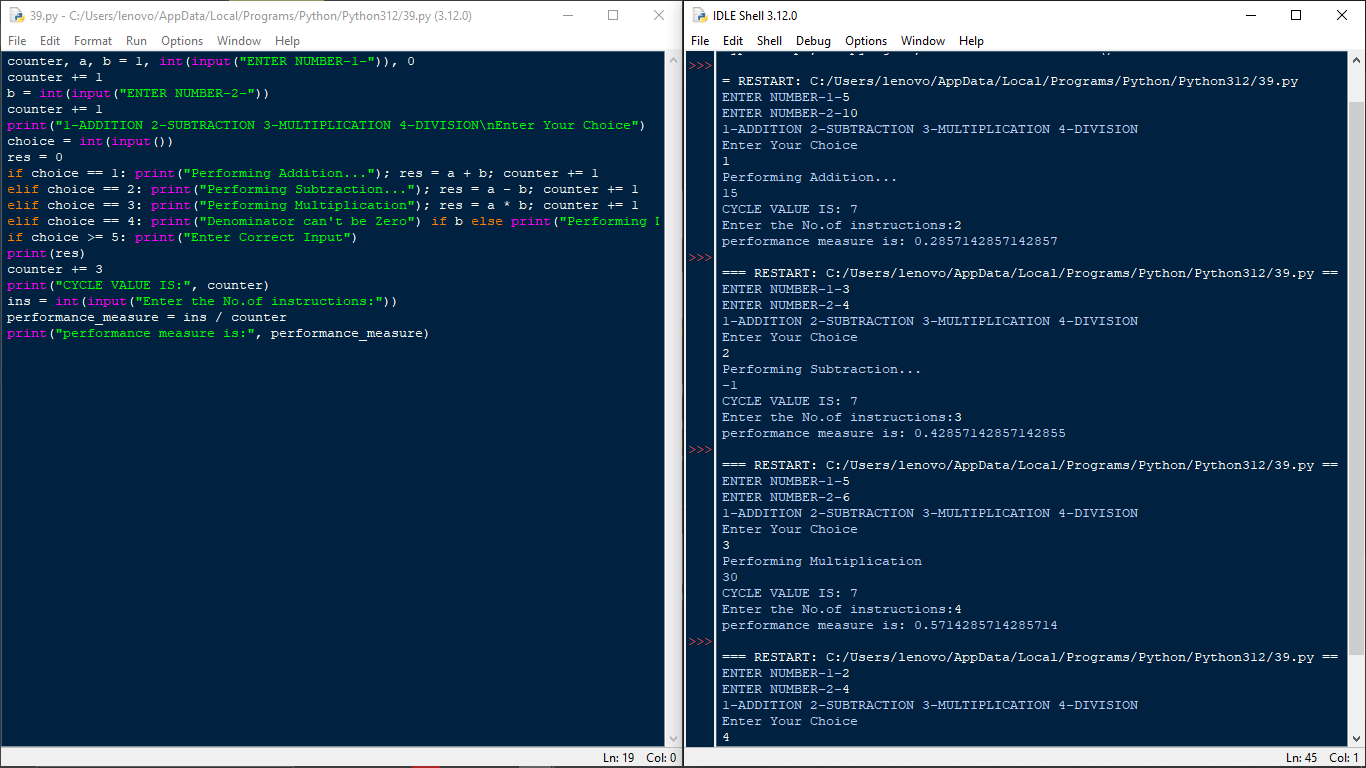 39.py - C:/Users/lenovo/AppData/Local/Programs/Python/Python312/39.py (3.12.0)
File Edit Format Run Options Window Help
counter, a, b = 1, int(input("ENTER NUMBER-1-")), 0
counter += 1
b = int(input("ENTER NUMBER-2-"))
counter += 1
print("1-ADDITION 2-SUBTRACTION 3-MULTIPLICATION 4-DIVISION\nEnter Your Choice")
choice = int(input())
res = 0
if choice == 1: print("Performing Addition..."); res = a + b; counter += 1
elif choice == 2: print("Performing Subtraction..."); res = a - b; counter += 1
elif choice == 3: print("Performing Multiplication"); res = a * b; counter += 1
elif choice == 4: print("Denominator can't be Zero") if b else print("Performing
if choice >= 5: print("Enter Correct Input")
print(res)
counter += 3
print("CYCLE VALUE IS:", counter)
ins = int(input("Enter the No.of instructions:"))
performance_measure = ins / counter
print("performance measure is:", performance_measure)
Ln: 19 Col: 0
IDLE Shell 3.12.0
File Edit Shell Debug Options Window Help
>>>
= RESTART: C:/Users/lenovo/AppData/Local/Programs/Python/Python312/39.py
ENTER NUMBER-1-5
ENTER NUMBER-2-10
1-ADDITION 2-SUBTRACTION 3-MULTIPLICATION 4-DIVISION
Enter Your Choice
1
Performing Addition...
15
CYCLE VALUE IS: 7
Enter the No.of instructions:2
performance measure is: 0.2857142857142857
>>>
=== RESTART: C:/Users/lenovo/AppData/Local/Programs/Python/Python312/39.py ==
ENTER NUMBER-1-3
ENTER NUMBER-2-4
1-ADDITION 2-SUBTRACTION 3-MULTIPLICATION 4-DIVISION
Enter Your Choice
2
Performing Subtraction...
-1
CYCLE VALUE IS: 7
Enter the No.of instructions:3
performance measure is: 0.42857142857142855
>>>
=== RESTART: C:/Users/lenovo/AppData/Local/Programs/Python/Python312/39.py ==
ENTER NUMBER-1-5
ENTER NUMBER-2-6
1-ADDITION 2-SUBTRACTION 3-MULTIPLICATION 4-DIVISION
Enter Your Choice
3
Performing Multiplication
30
CYCLE VALUE IS: 7
Enter the No.of instructions:4
performance measure is: 0.5714285714285714
>>>
=== RESTART: C:/Users/lenovo/AppData/Local/Programs/Python/Python312/39.py ==
ENTER NUMBER-1-2
ENTER NUMBER-2-4
1-ADDITION 2-SUBTRACTION 3-MULTIPLICATION 4-DIVISION
Enter Your Choice
4
Ln: 45 Col: 1